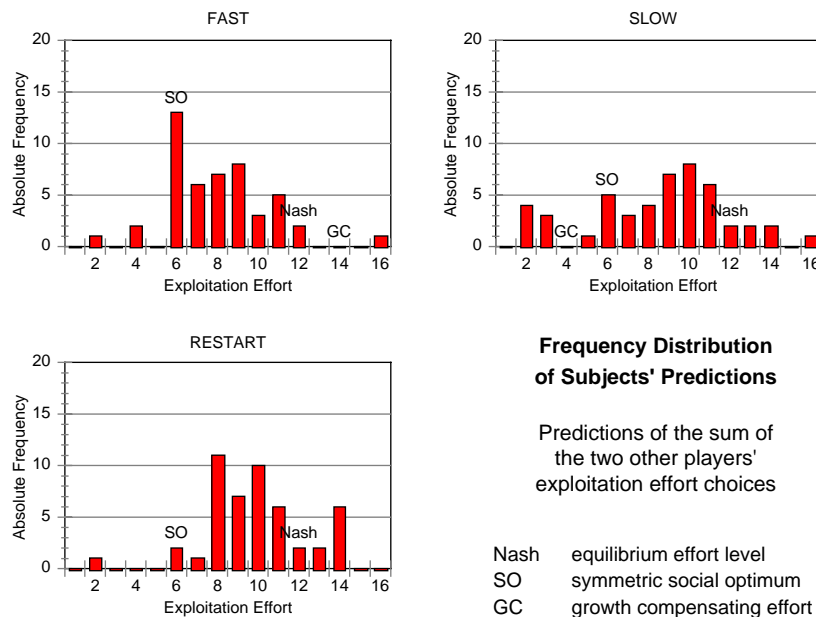 FAST
20
15
10
5
0
Absolute Frequency
SO
Nash
GC
2 4 6 8 10 12 14 16
Exploitation Effort
SLOW
20
15
10
5
0
Absolute Frequency
GC
SO
Nash
2 4 6 8 10 12 14 16
Exploitation Effort
RESTART
20
15
10
5
0
Absolute Frequency
SO
Nash
2 4 6 8 10 12 14 16
Exploitation Effort
Frequency Distribution
of Subjects' Predictions
Predictions of the sum of
the two other players'
exploitation effort choices
Nash equilibrium effort level
SO symmetric social optimum
GC growth compensating effort